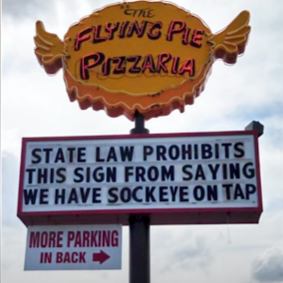 THE
FLYING PIE
PIZZARIA
STATE LAW PROHIBITS
THIS SIGN FROM SAYING
WE HAVE SOCKEYE ON TAP
MORE PARKING
IN BACK →